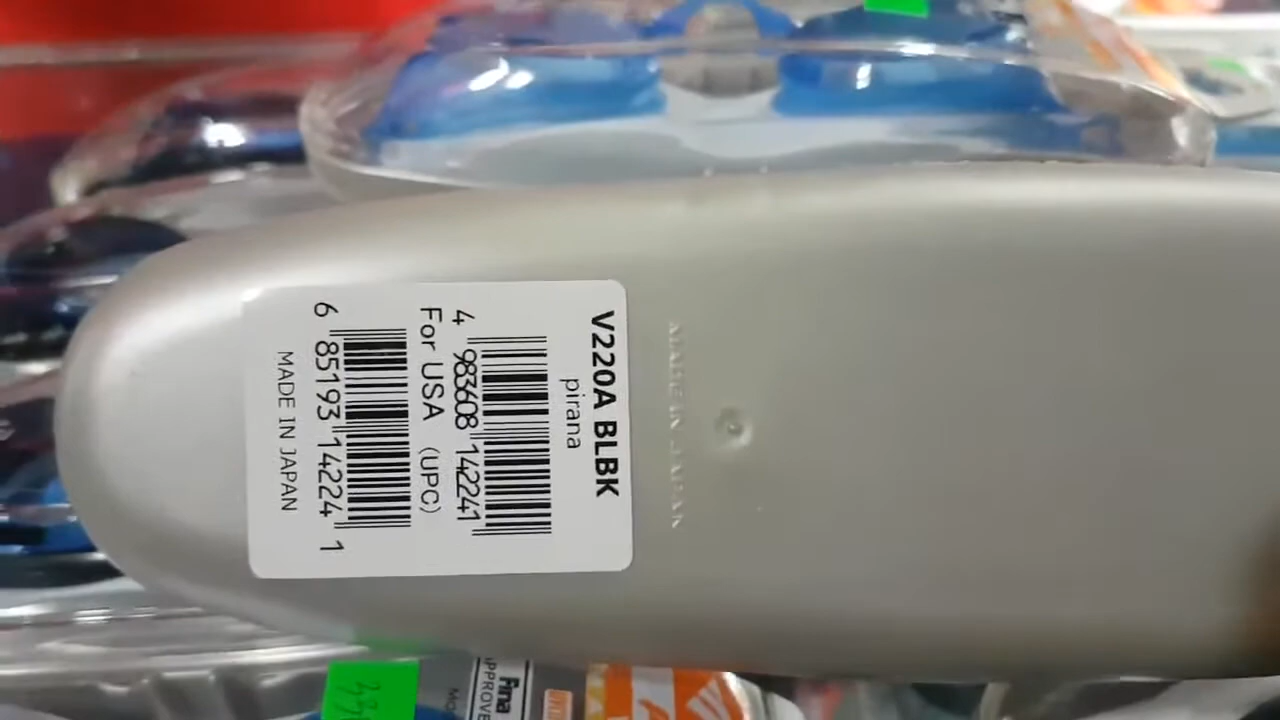 V220A BLBK
pirana
4 983608 142241
For USA (UPC)
6 85193 14224 1
MADE IN JAPAN
MADE IN JAPAN
Fina
APPROVE